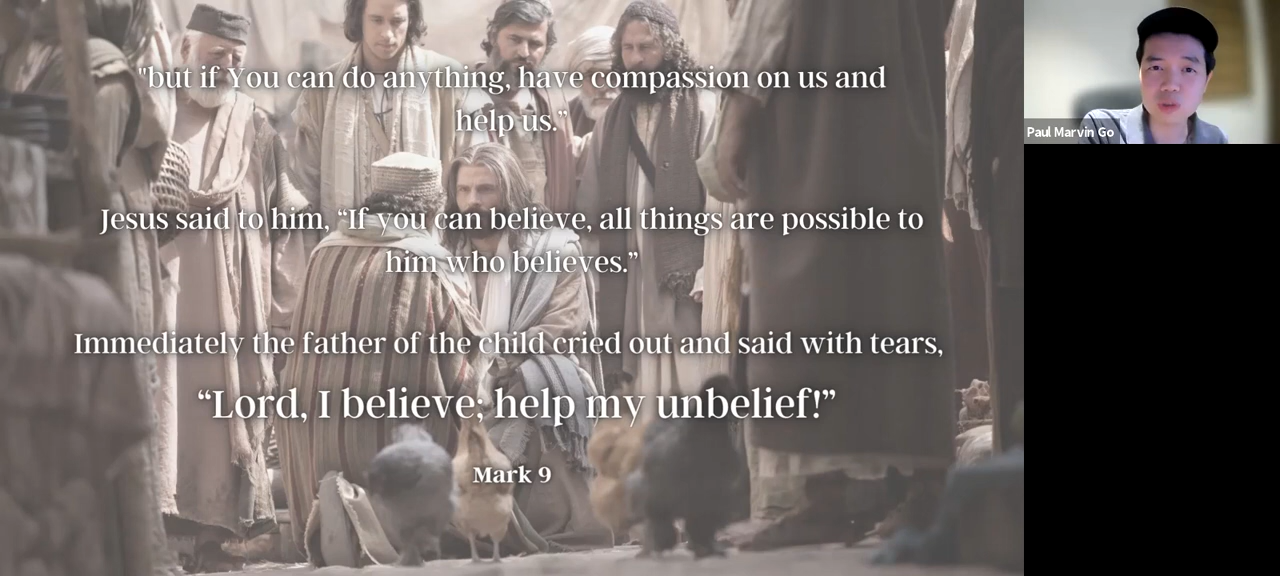 "but if You can do anything, have compassion on us and
help us.”
Jesus said to him, “If you can believe, all things are possible to
him who believes.”
Immediately the father of the child cried out and said with tears,
“Lord, I believe; help my unbelief!”
Mark 9
Paul Marvin Go